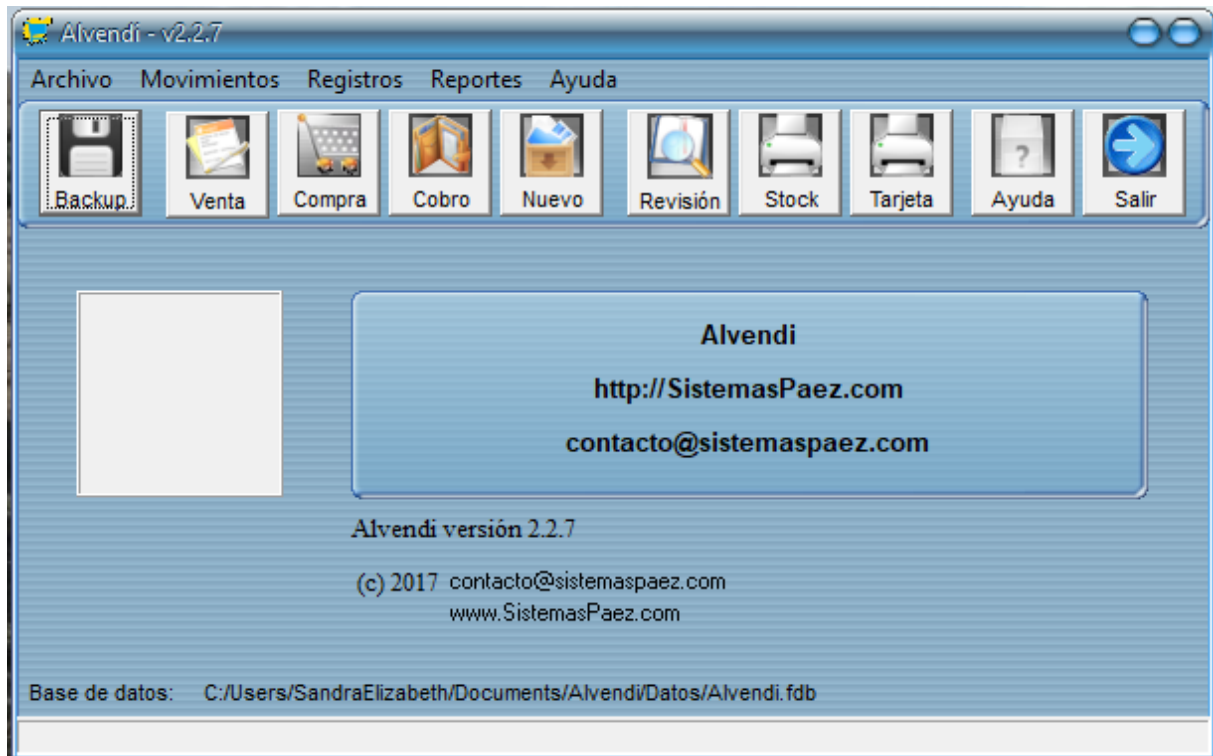 Alvendi - v2.2.7
Archivo Movimientos Registros Reportes Ayuda
Backup Venta Compra Cobro Nuevo Revisión Stock Tarjeta ? Ayuda Salir
Alvendi
http://SistemasPaez.com
contacto@sistemaspaez.com
Alvendi versión 2.2.7
(c) 2017 contacto@sistemaspaez.com
www.SistemasPaez.com
Base de datos: C:/Users/SandraElizabeth/Documents/Alvendi/Datos/Alvendi.fdb